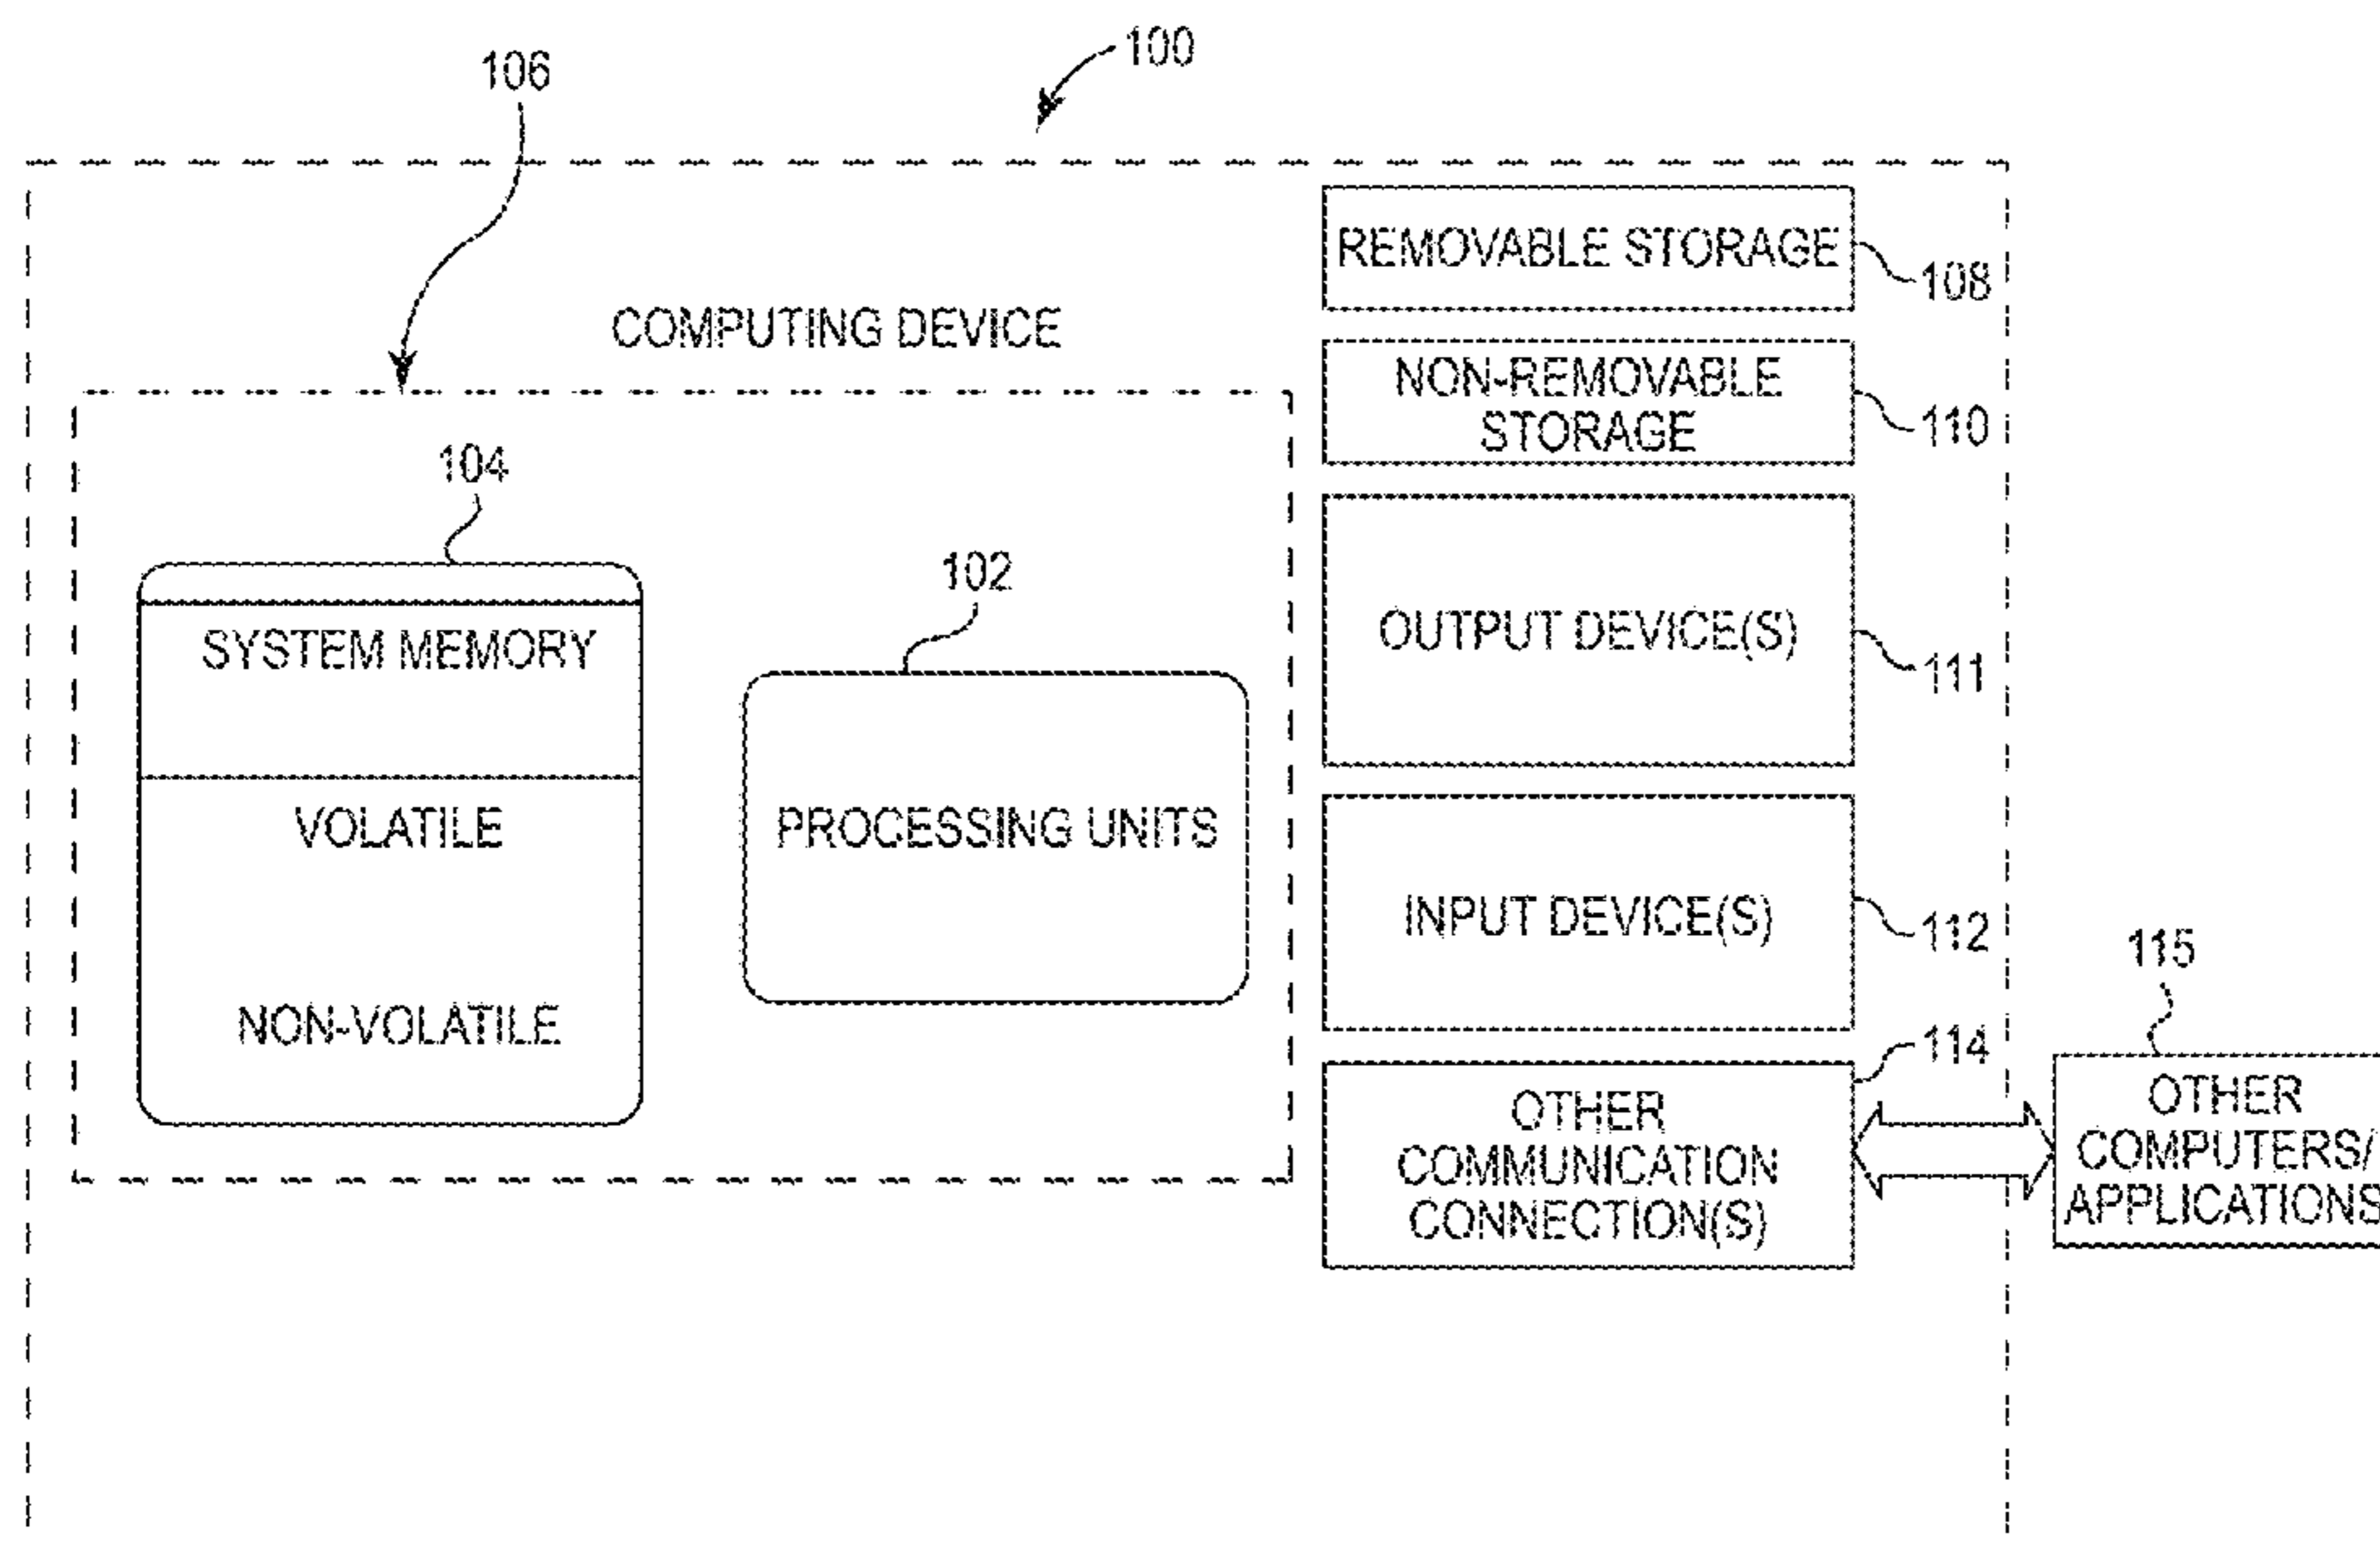 100
106
COMPUTING DEVICE
REMOVABLE STORAGE
108
NON-REMOVABLE
STORAGE
110
104
SYSTEM MEMORY
VOLATILE
NON-VOLATILE
102
PROCESSING UNITS
OUTPUT DEVICE(S)
111
INPUT DEVICE(S)
112
114
OTHER
COMMUNICATION
CONNECTION(S)
115
OTHER
COMPUTERS/
APPLICATIONS